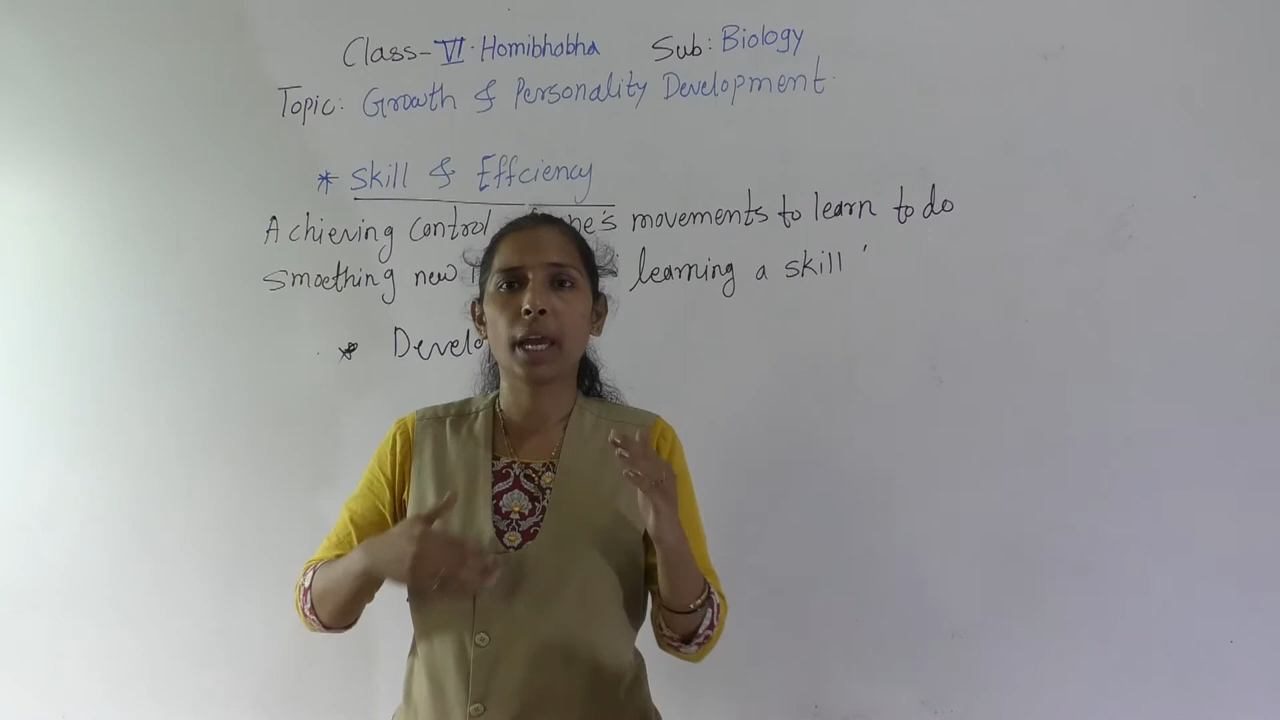 Class-VI. Homibhobha Sub: Biology
Topic: Growth & Personality Development.
* Skill & Effciency
Achieving control one's movements to learn to do
smoething new learning a skill '
* Develo